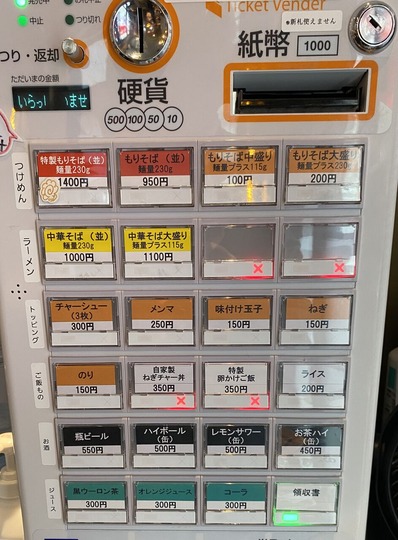 Ticket Vender
発売中
中止
つり切れ
つり・返却
ただいまの金額
いらっ いませ
硬貨
500 100 50 10
※新札使えません
紙幣 1000
つけめん
特製もりそば(並)
麺量230g
1400円
もりそば(並)
麺量230g
950円
もりそば中盛り
麺量プラス115g
100円
もりそば大盛り
麺量プラス230g
200円
ラーメン
中華そば(並)
麺量230g
1000円
中華そば大盛り
麺量プラス115g
1100円
トッピング
チャーシュー
(3枚)
300円
メンマ
250円
味付け玉子
150円
ねぎ
150円
ご飯もの
のり
150円
自家製
ねぎチャー丼
350円
特製
卵かけご飯
350円
ライス
200円
お酒
瓶ビール
550円
ハイボール
(缶)
500円
レモンサワー
(缶)
500円
お茶ハイ
(缶)
450円
ジュース
黒ウーロン茶
300円
オレンジジュース
300円
コーラ
300円
領収書